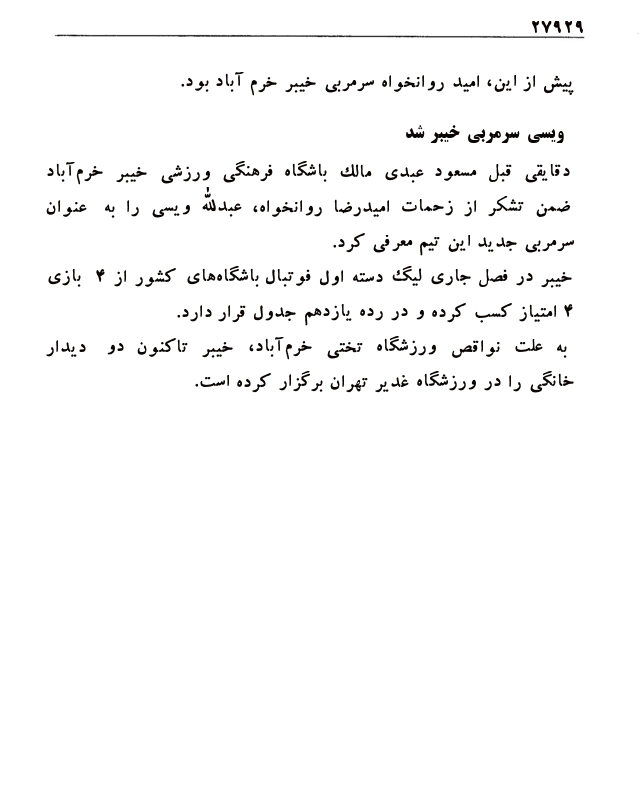 ۲۷۹۲۹
پیش از این، امید روانخواه سرمربی خیبر خرم آباد بود.
ویسی سرمربی خیبر شد
دقایقی قبل مسعود عبدی مالک باشگاه فرهنگی ورزشی خیبر خرم‌آباد
ضمن تشکر از زحمات امیدرضا روانخواه، عبدالله ویسی را به عنوان
سرمربی جدید این تیم معرفی کرد.
خیبر در فصل جاری لیگ دسته اول فوتبال باشگاه‌های کشور از ۴ بازی
۴ امتیاز کسب کرده و در رده یازدهم جدول قرار دارد.
به علت نواقص ورزشگاه تختی خرم‌آباد، خیبر تاکنون دو دیدار
خانگی را در ورزشگاه غدیر تهران برگزار کرده است.